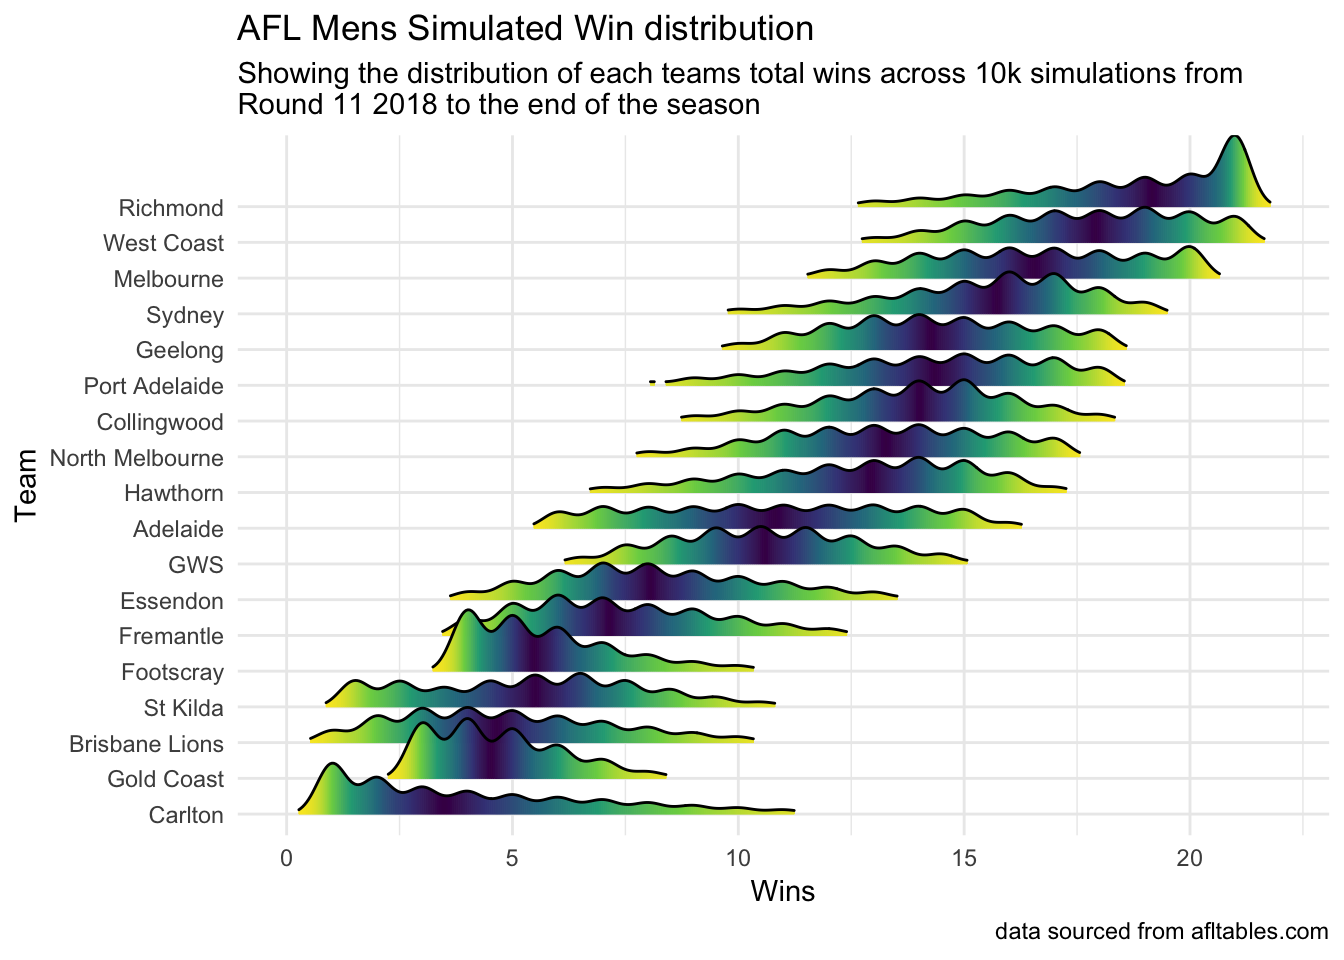 AFL Mens Simulated Win distribution
Showing the distribution of each teams total wins across 10k simulations from
Round 11 2018 to the end of the season
Team
Richmond
West Coast
Melbourne
Sydney
Geelong
Port Adelaide
Collingwood
North Melbourne
Hawthorn
Adelaide
GWS
Essendon
Fremantle
Footscray
St Kilda
Brisbane Lions
Gold Coast
Carlton
0 5 10 15 20
Wins
data sourced from afltables.com